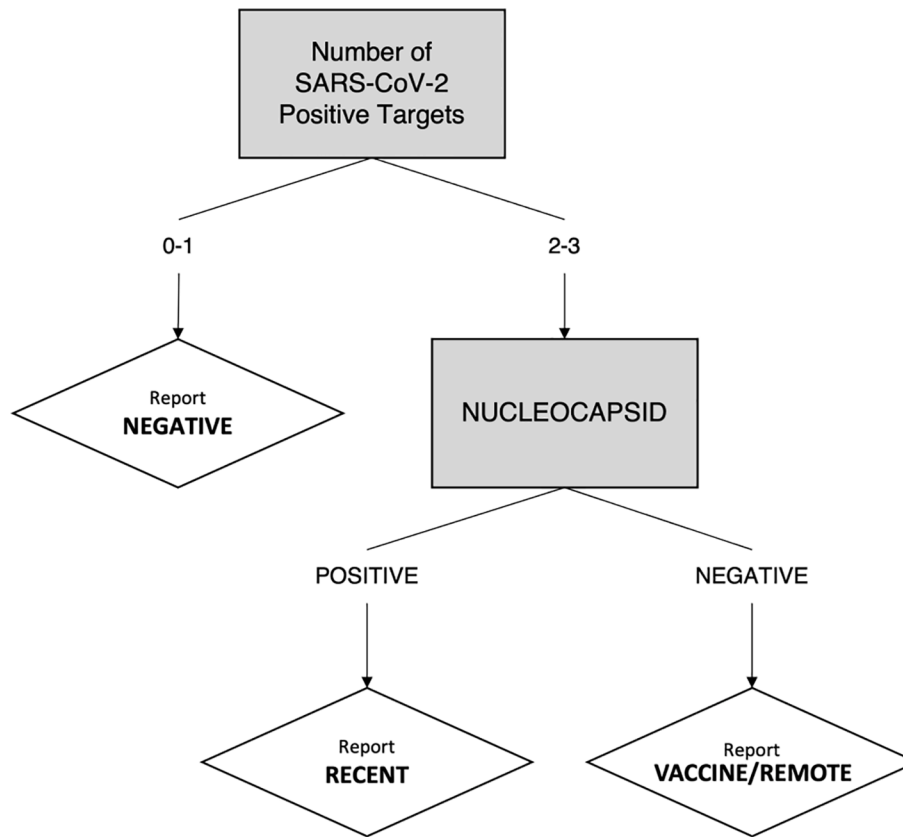 Number of
SARS-CoV-2
Positive Targets
0-1
2-3
Report
NEGATIVE
NUCLEOCAPSID
POSITIVE
NEGATIVE
Report
RECENT
Report
VACCINE/REMOTE